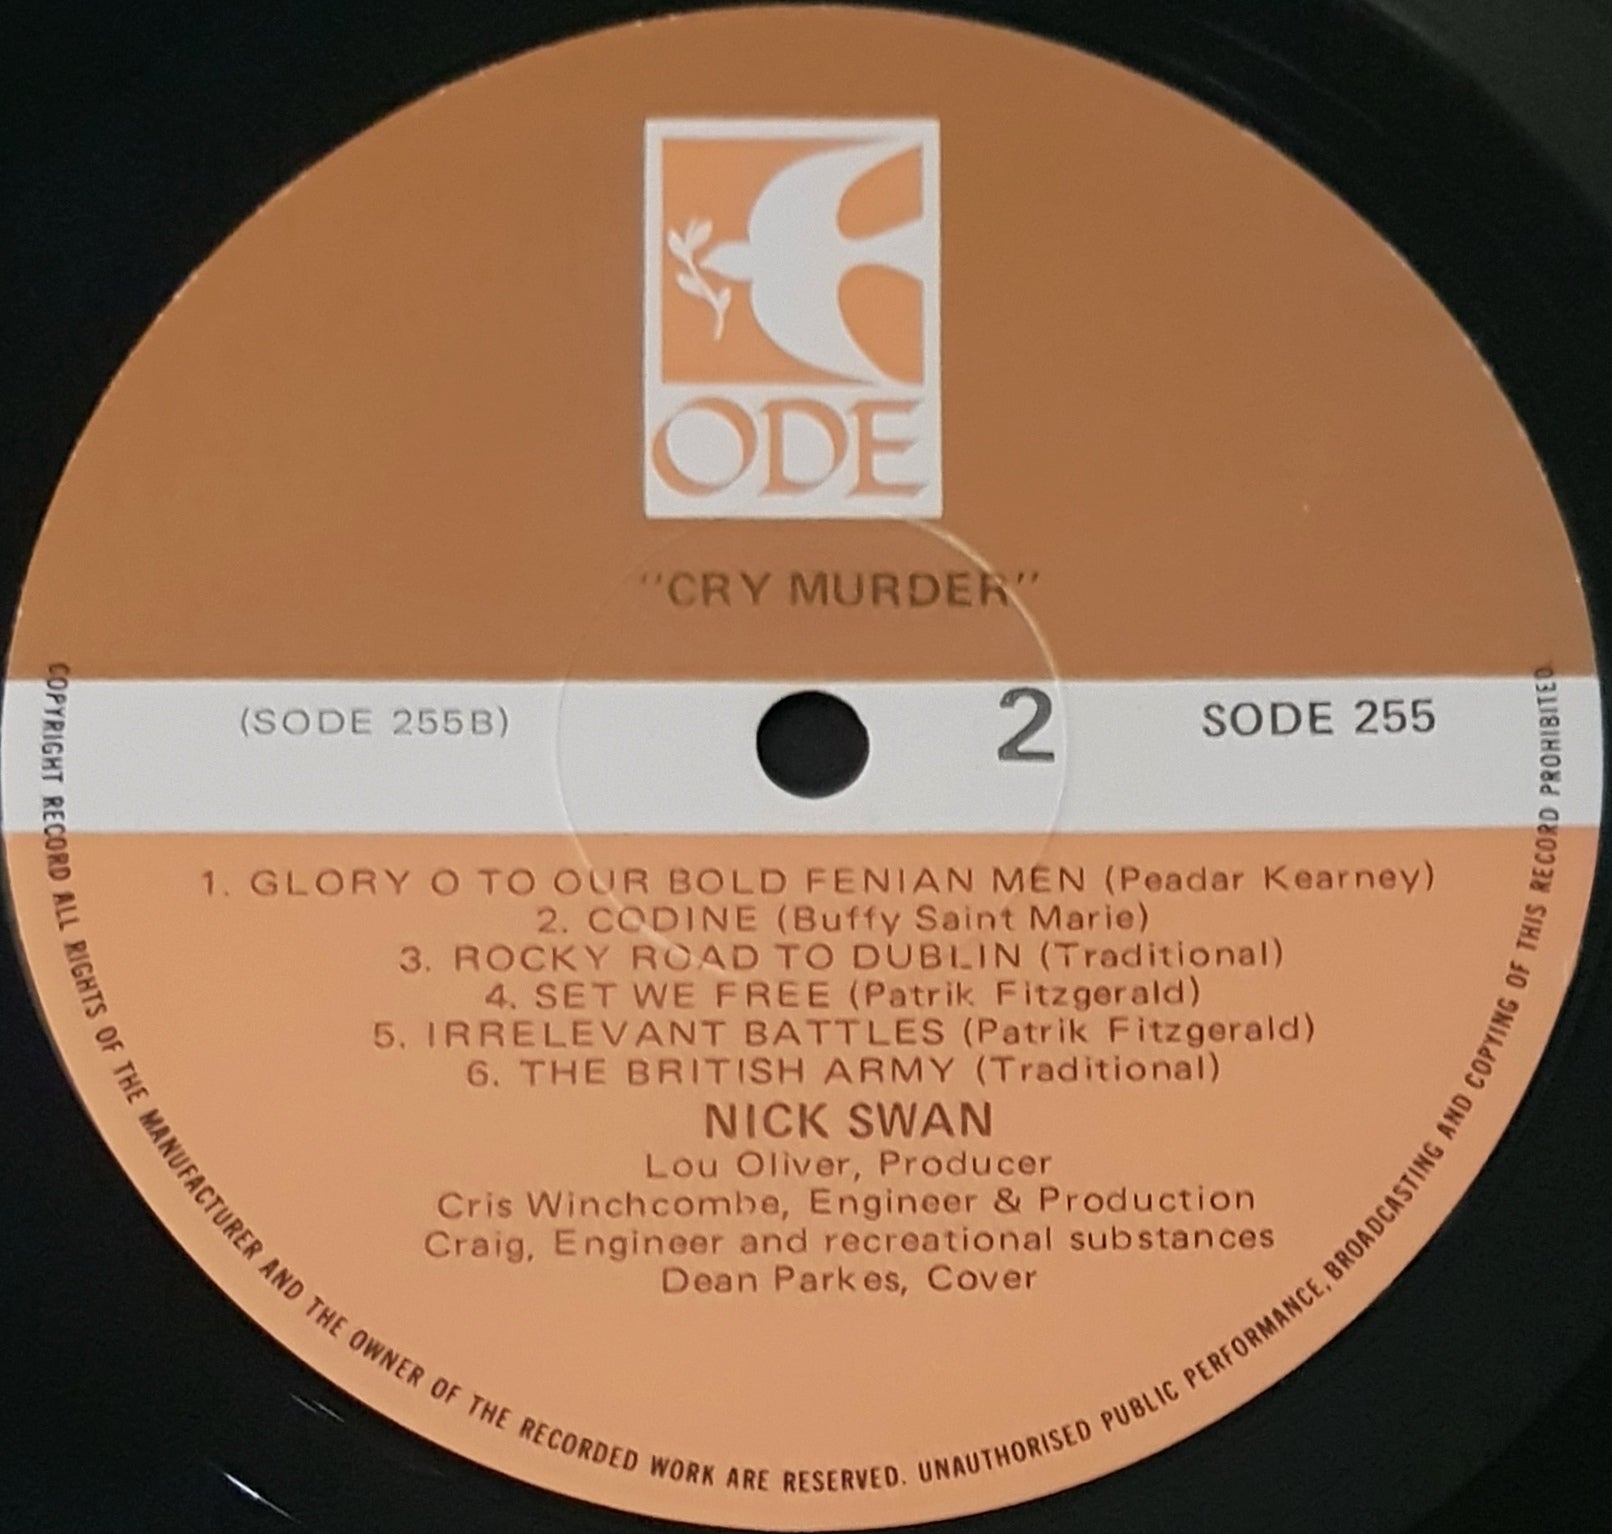 ODE
"CRY MURDER"
(SODE 255B)
2
SODE 255
1. GLORY O TO OUR BOLD FENIAN MEN (Peadar Kearney)
2. CODINE (Buffy Saint Marie)
3. ROCKY ROAD TO DUBLIN (Traditional)
4. SET WE FREE (Patrik Fitzgerald)
5. IRRELEVANT BATTLES (Patrik Fitzgerald)
6. THE BRITISH ARMY (Traditional)
NICK SWAN
Lou Oliver, Producer
Cris Winchcombe, Engineer & Production
Craig, Engineer and recreational substances
Dean Parkes, Cover
COPYRIGHT RECORD ALL RIGHTS OF THE MANUFACTURER AND THE OWNER OF THE RECORDED WORK ARE RESERVED. UNAUTHORISED PUBLIC PERFORMANCE, BROADCASTING AND COPYING OF THIS RECORD PROHIBITED.